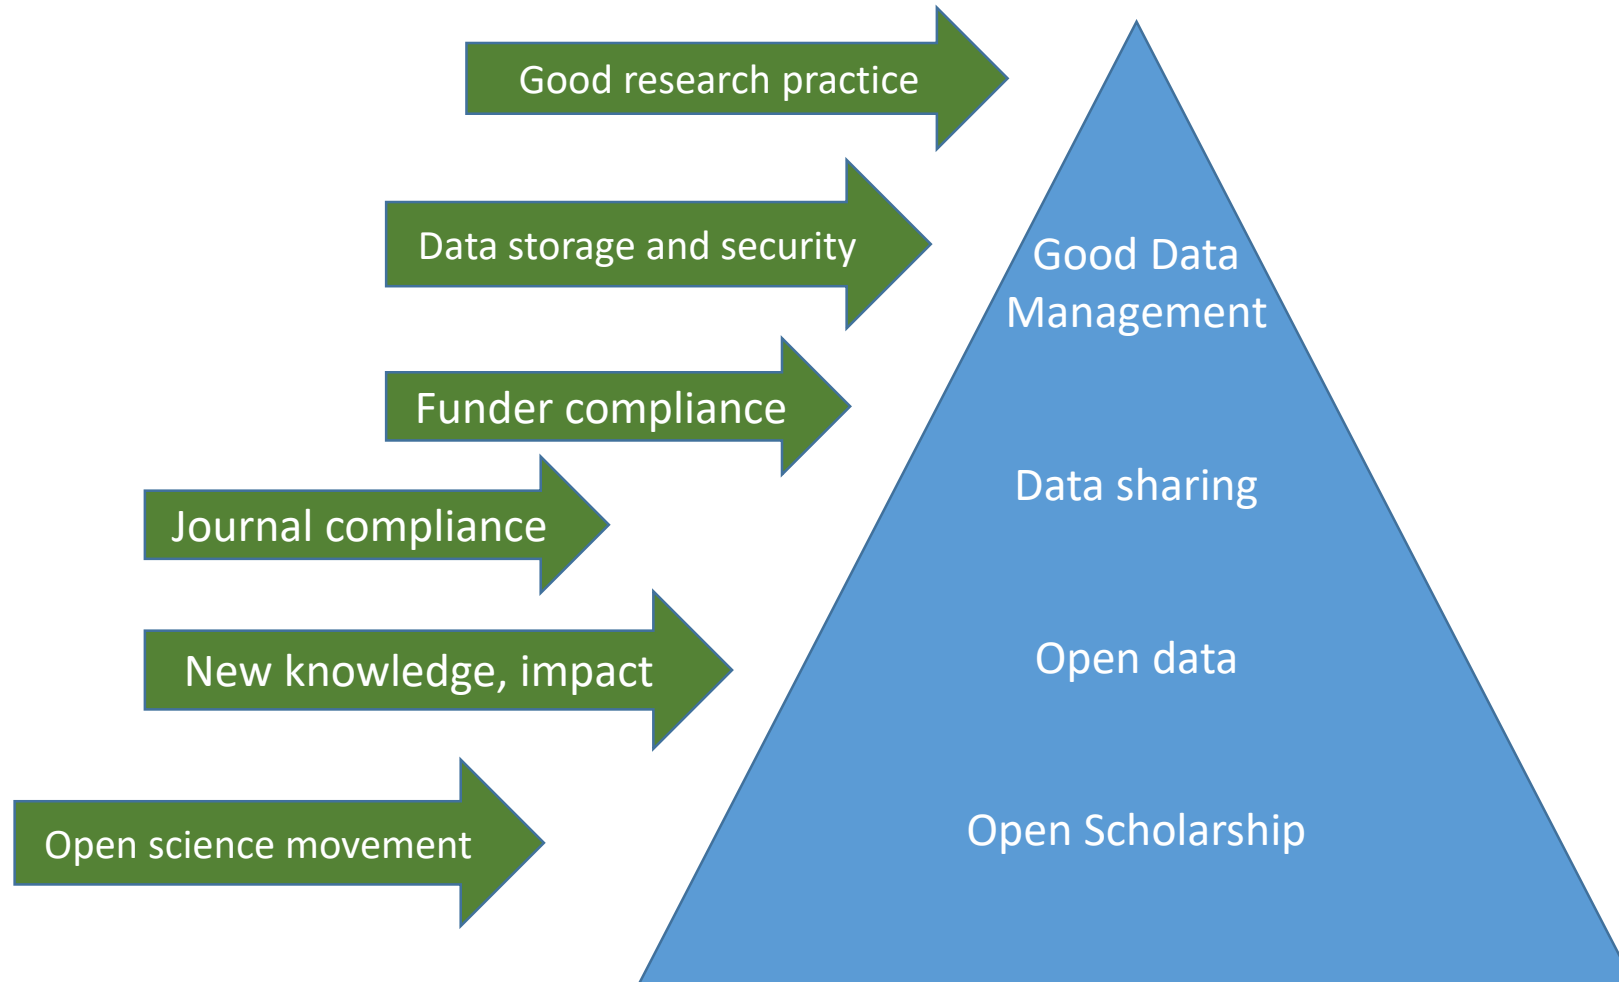 Good research practice
Data storage and security
Funder compliance
Journal compliance
New knowledge, impact
Open science movement
Good Data
Management
Data sharing
Open data
Open Scholarship